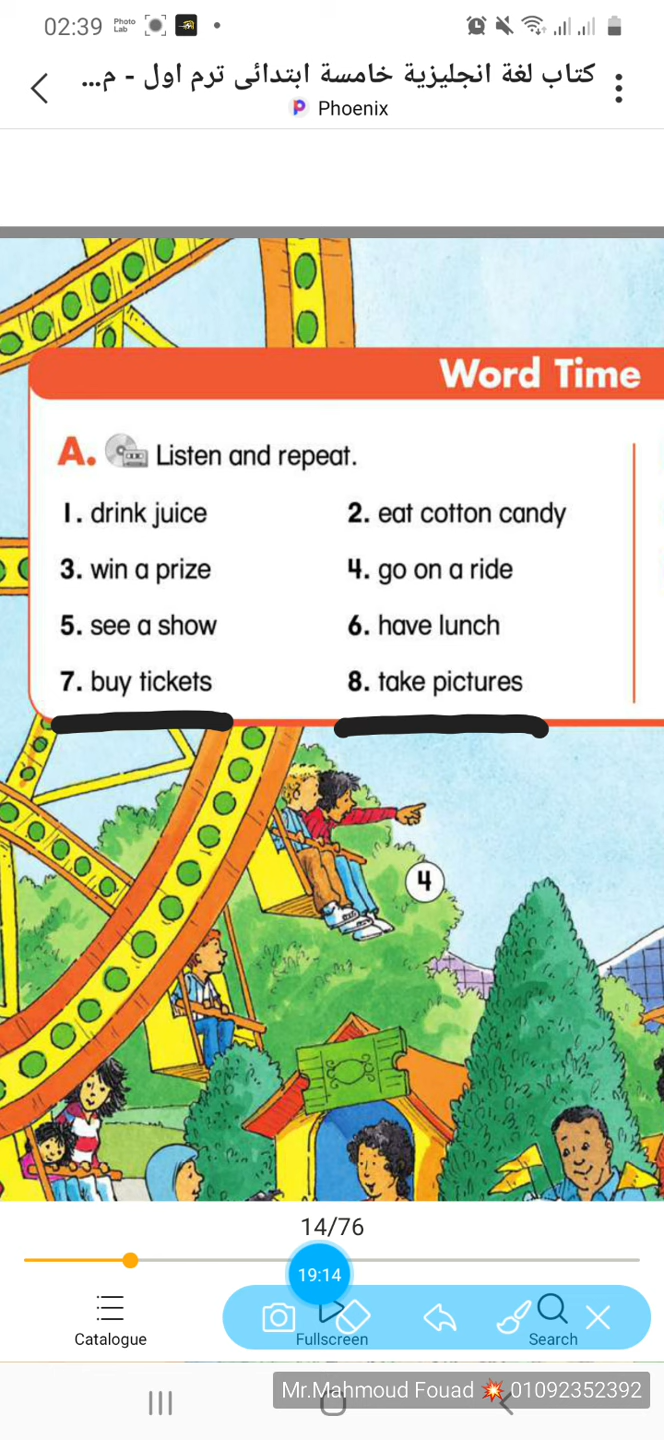 02:39 Photo Lab
كتاب لغة انجليزية خامسة ابتدائى ترم اول - م...
Phoenix
Word Time
A. Listen and repeat.
1. drink juice 2. eat cotton candy
3. win a prize 4. go on a ride
5. see a show 6. have lunch
7. buy tickets 8. take pictures
4
14/76
19:14
Catalogue Fullscreen Search
Mr.Mahmoud Fouad 💥 01092352392